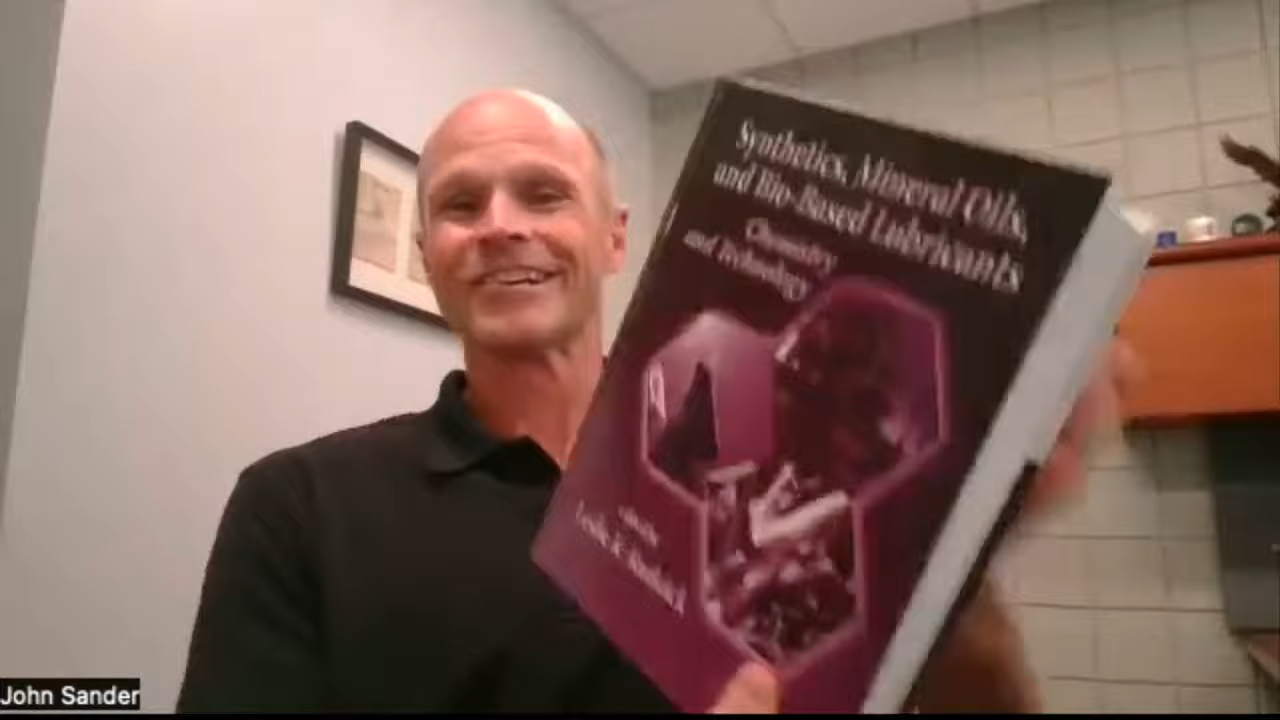 Synthetics, Mineral Oils,
and Bio-Based Lubricants
Chemistry
and Technology
John Sander